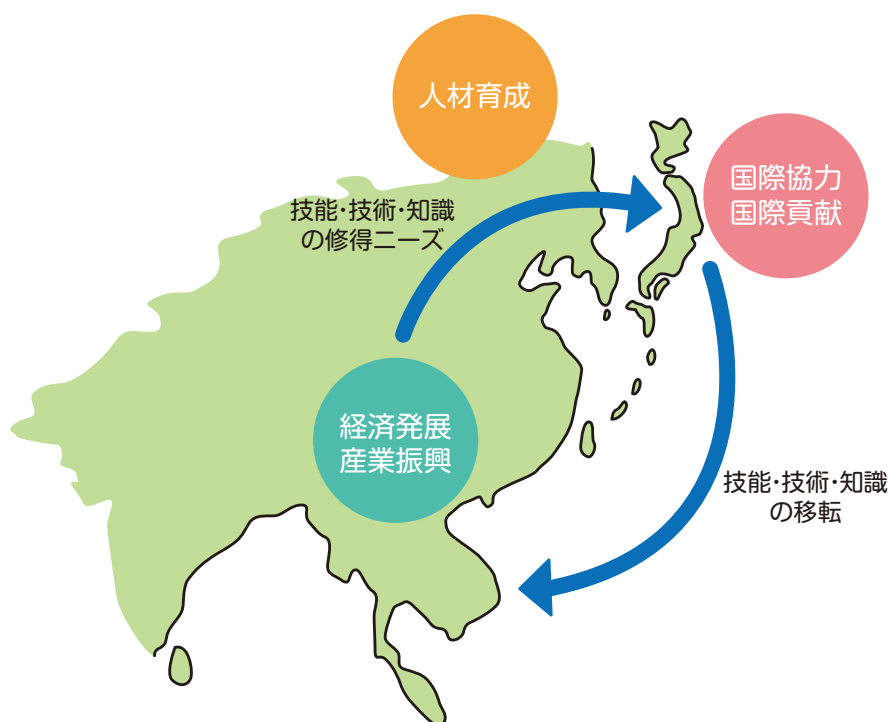 人材育成
国際協力
国際貢献
技能・技術・知識
の修得ニーズ
経済発展
産業振興
技能・技術・知識
の移転